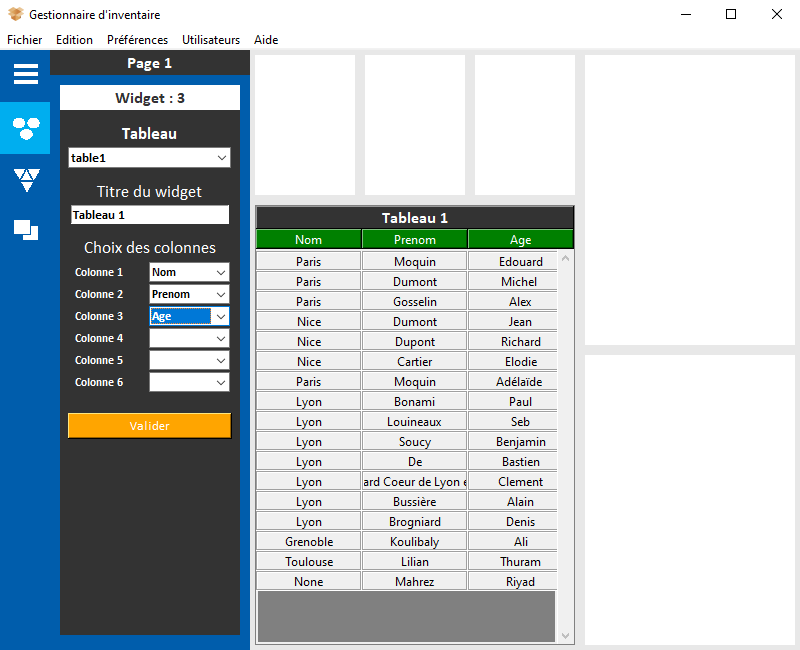 Gestionnaire d'inventaire
Fichier Edition Préférences Utilisateurs Aide
Page 1
Widget : 3
Tableau
table1
Titre du widget
Tableau 1
Choix des colonnes
Colonne 1 Nom
Colonne 2 Prenom
Colonne 3 Age
Colonne 4
Colonne 5
Colonne 6
Valider
Tableau 1
Nom Prenom Age
Paris Moquin Edouard
Paris Dumont Michel
Paris Gosselin Alex
Nice Dumont Jean
Nice Dupont Richard
Nice Cartier Elodie
Paris Moquin Adélaïde
Lyon Bonami Paul
Lyon Louineaux Seb
Lyon Soucy Benjamin
Lyon De Bastien
Lyon ard Coeur de Lyon e Clement
Lyon Bussière Alain
Lyon Brogniard Denis
Grenoble Koulibaly Ali
Toulouse Lilian Thuram
None Mahrez Riyad